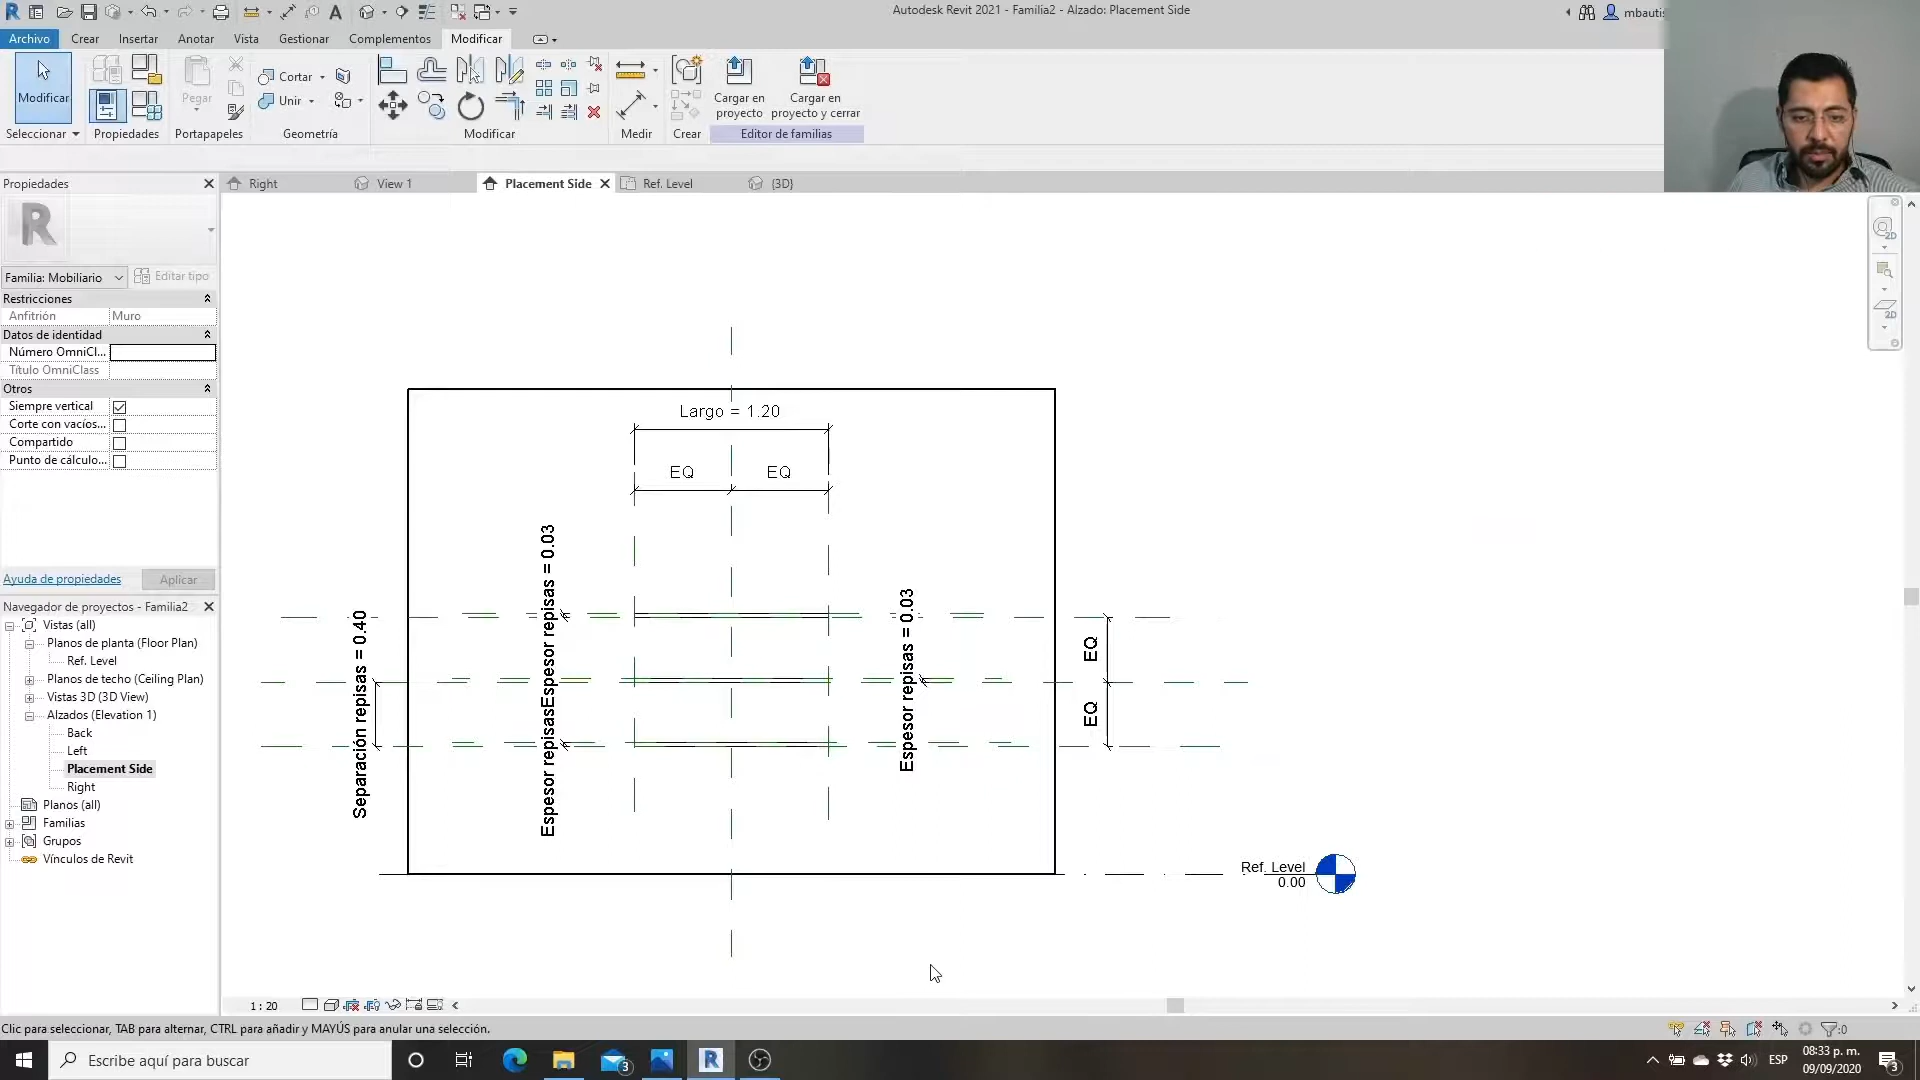 Autodesk Revit 2021 - Familia2 - Alzado: Placement Side
Archivo
Crear
Insertar
Anotar
Vista
Gestionar
Complementos
Modificar
Modificar
Pegar
Cortar
Unir
Cargar en
proyecto
Cargar en
proyecto y cerrar
Seleccionar
Propiedades
Portapapeles
Geometría
Modificar
Medir
Crear
Editor de familias
Propiedades
Right
View 1
Placement Side
Ref. Level
{3D}
Familia: Mobiliario
Editar tipo
Restricciones
Anfitrión
Muro
Datos de identidad
Número OmniCl...
Título OmniClass
Otros
Siempre vertical
Corte con vacíos...
Compartido
Punto de cálculo...
Ayuda de propiedades
Aplicar
Navegador de proyectos - Familia2
Vistas (all)
Planos de planta (Floor Plan)
Ref. Level
Planos de techo (Ceiling Plan)
Vistas 3D (3D View)
Alzados (Elevation 1)
Back
Left
Placement Side
Right
Planos (all)
Familias
Grupos
Vínculos de Revit
Largo = 1.20
EQ
EQ
Separación repisas = 0.40
Espesor repisasEspesor repisas = 0.03
Espesor repisas = 0.03
EQ
EQ
Ref. Level
0.00
2D
2D
1 : 20
Clic para seleccionar, TAB para alternar, CTRL para añadir y MAYÚS para anular una selección.
:0
Escribe aquí para buscar
3
ESP
08:33 p. m.
09/09/2020
3